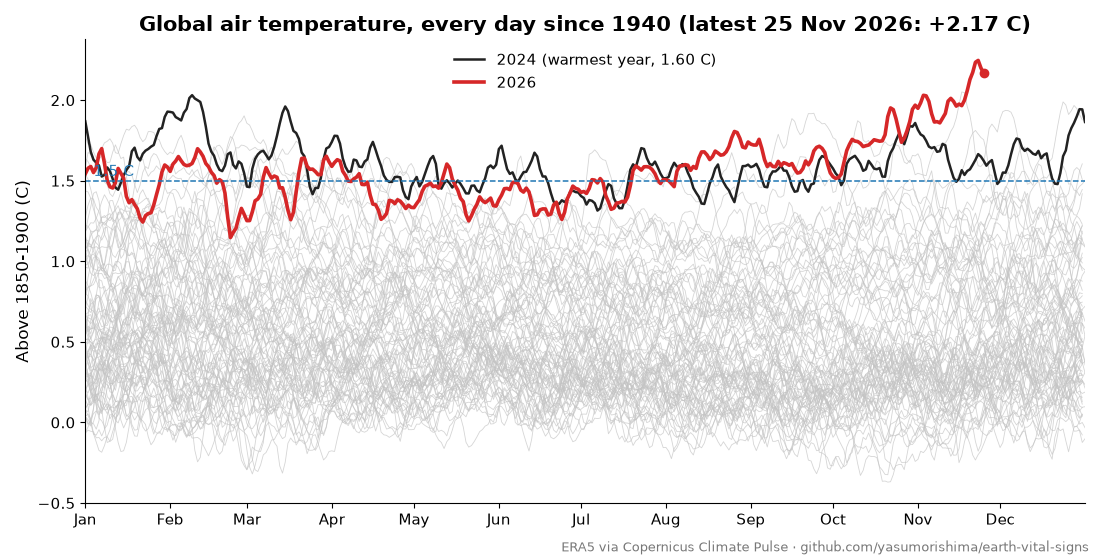 Global air temperature, every day since 1940 (latest 25 Nov 2026: +2.17 C)
2024 (warmest year, 1.60 C)
2026
Above 1850-1900 (C)
2.0
1.5
1.0
0.5
0.0
−0.5
Jan Feb Mar Apr May Jun Jul Aug Sep Oct Nov Dec
ERA5 via Copernicus Climate Pulse · github.com/yasumorishima/earth-vital-signs